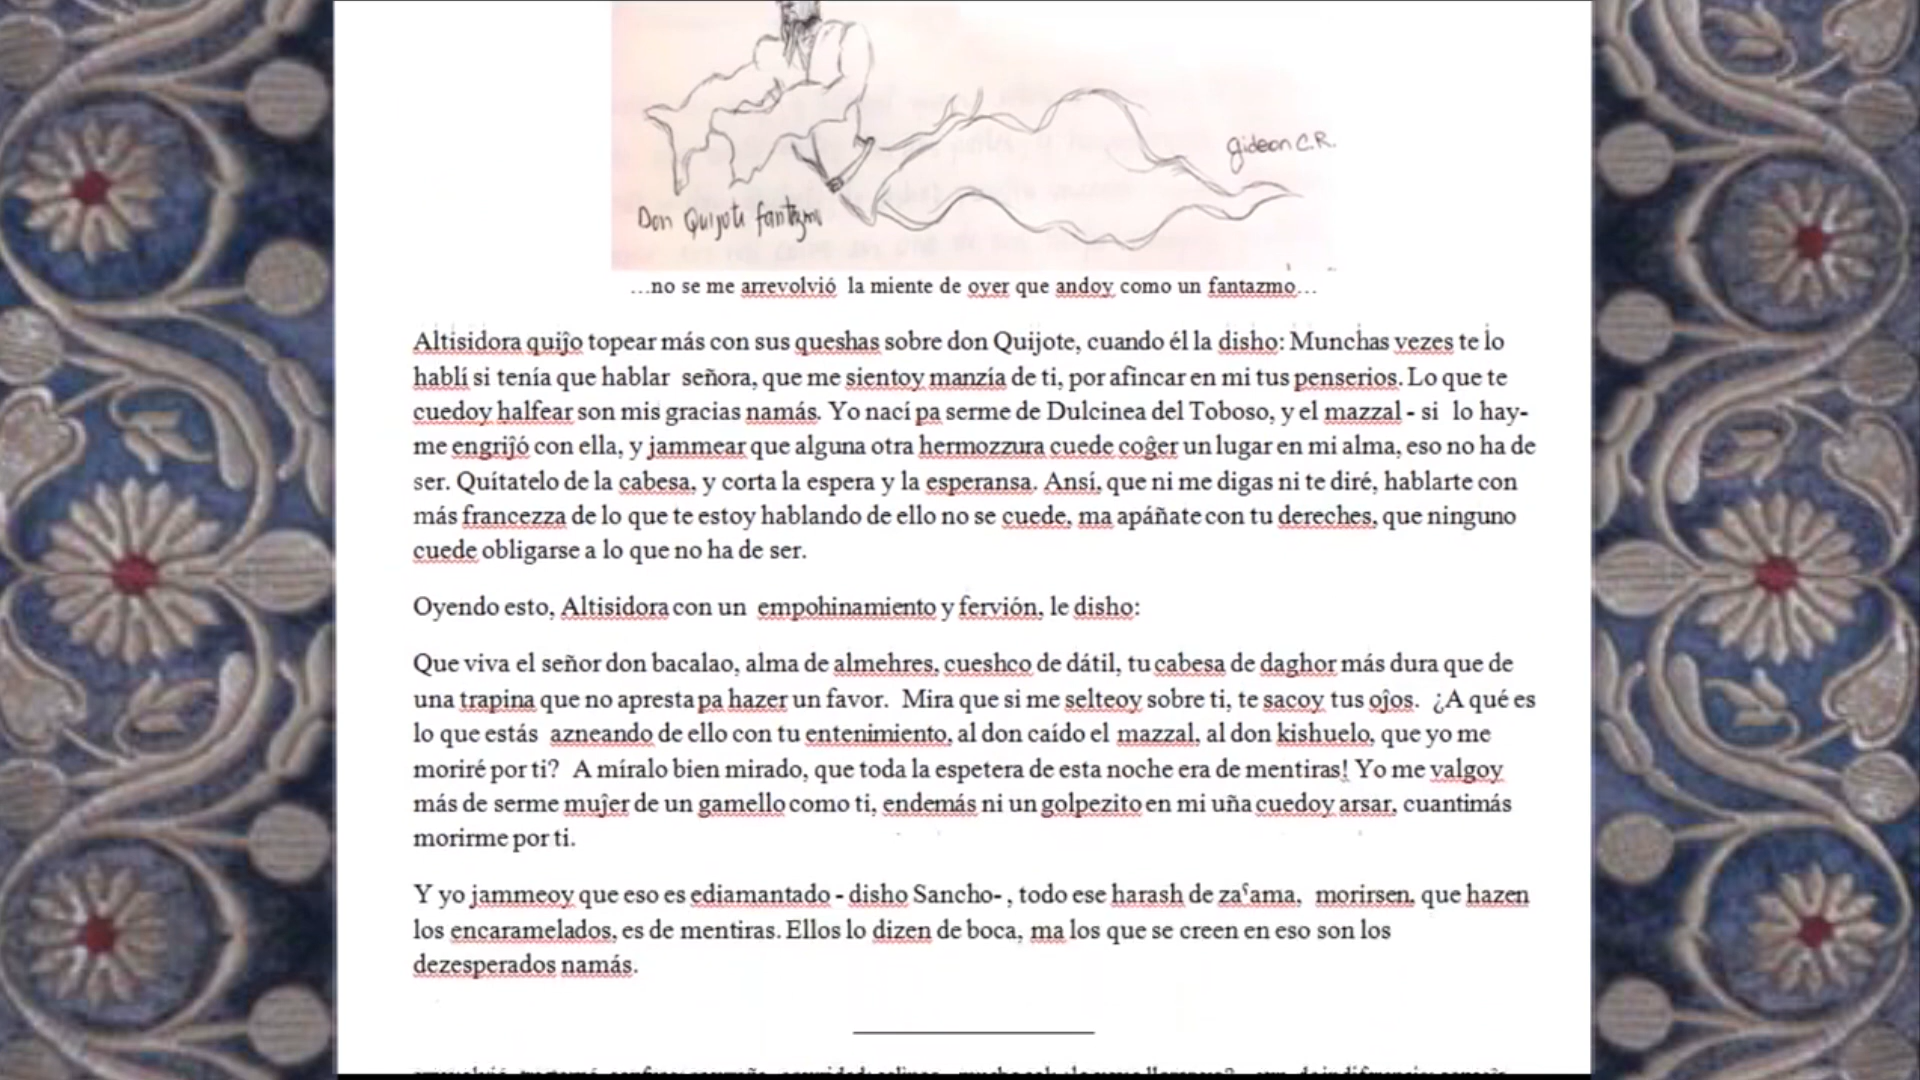 gideon C.R.
Don Quijote fantazmo
…no se me arrevolvió la miente de oyer que andoy como un fantazmo…
Altisidora quiĵo topear más con sus queshas sobre don Quijote, cuando él la disho: Munchas vezes te lo
hablí si tenía que hablar señora, que me sientoy manzía de ti, por afincar en mi tus penserios. Lo que te
cuedoy halfear son mis gracias namás. Yo nací pa serme de Dulcinea del Toboso, y el mazzal - si lo hay-
me engriĵó con ella, y jammear que alguna otra hermozzura cuede coĝer un lugar en mi alma, eso no ha de
ser. Quítatelo de la cabesa, y corta la espera y la esperansa. Ansí, que ni me digas ni te diré, hablarte con
más francezza de lo que te estoy hablando de ello no se cuede, ma apáñate con tu dereches, que ninguno
cuede obligarse a lo que no ha de ser.
Oyendo esto, Altisidora con un empohinamiento y fervión, le disho:
Que viva el señor don bacalao, alma de almehres, cueshco de dátil, tu cabesa de daghor más dura que de
una trapina que no apresta pa hazer un favor. Mira que si me selteoy sobre ti, te sacoy tus oĵos. ¿A qué es
lo que estás azneando de ello con tu entenimiento, al don caído el mazzal, al don kishuelo, que yo me
moriré por ti? A míralo bien mirado, que toda la espetera de esta noche era de mentiras! Yo me valgoy
más de serme muĵer de un gamello como ti, endemás ni un golpezito en mi uña cuedoy arsar, cuantimás
morirme por ti.
Y yo jammeoy que eso es ediamantado - disho Sancho- , todo ese harash de zaʿama, morirsen, que hazen
los encaramelados, es de mentiras. Ellos lo dizen de boca, ma los que se creen en eso son los
dezesperados namás.